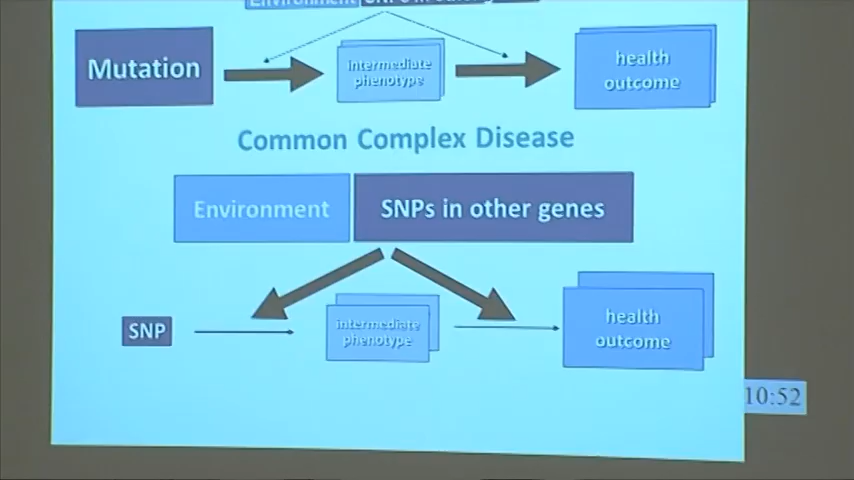 Environment
Mutation
intermediate
phenotype
health
outcome
Common Complex Disease
Environment
SNPs in other genes
SNP
intermediate
phenotype
health
outcome
10:52